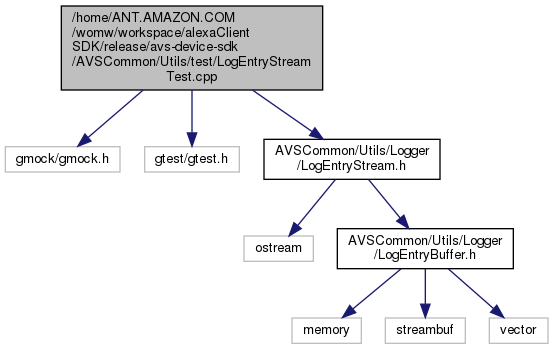 /home/ANT.AMAZON.COM
/womw/workspace/alexaClient
SDK/release/avs-device-sdk
/AVSCommon/Utils/test/LogEntryStream
Test.cpp
gmock/gmock.h
gtest/gtest.h
AVSCommon/Utils/Logger
/LogEntryStream.h
ostream
AVSCommon/Utils/Logger
/LogEntryBuffer.h
memory
streambuf
vector